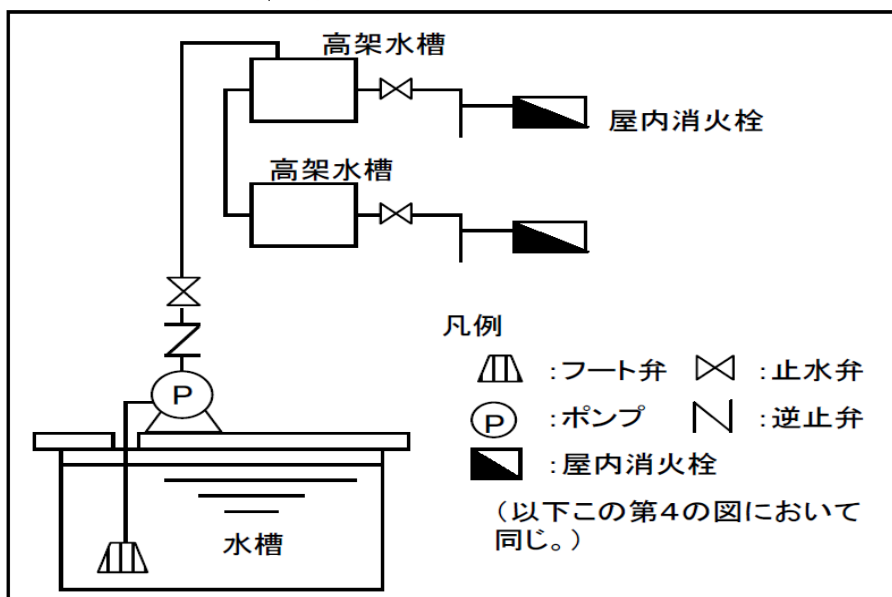 高架水槽
屋内消火栓
高架水槽
P
水槽
凡例
:フート弁 :止水弁
P :ポンプ :逆止弁
:屋内消火栓
(以下この第4の図において
同じ。)